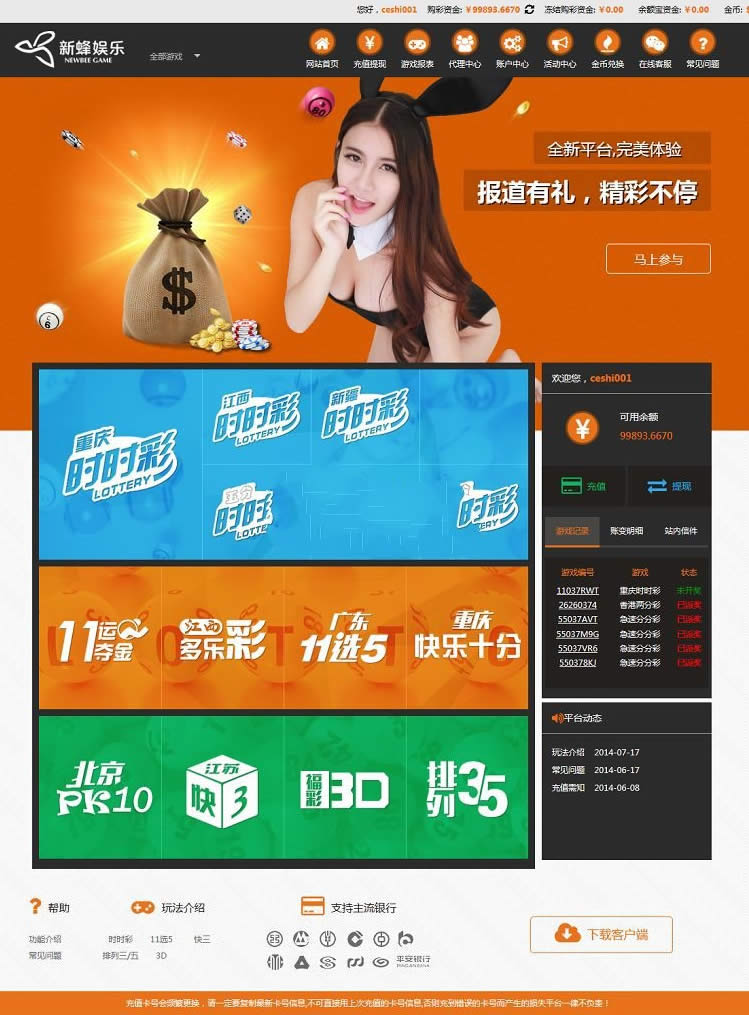 您好，ceshi001 购彩资金: ￥99893.6670 冻结购彩资金: ￥0.00 余额宝资金: ￥0.00 金币:
新蜂娱乐
NEWBEE GAME
全部游戏
网站首页 充值提现 游戏报表 代理中心 账户中心 活动中心 金币兑换 在线客服 常见问题
全新平台,完美体验
报道有礼，精彩不停
马上参与
重庆
时时彩
LOTTERY
江西
时时彩
LOTTERY
新疆
时时彩
LOTTERY
五分
时时
LOTTE
时彩
ERY
11运夺金
江西
多乐彩
广东
11选5
重庆
快乐十分
北京
PK10
江苏
快3
福彩3D
排列35
欢迎您，ceshi001
可用余额
99893.6670
充值 提现
游戏记录 账变明细 站内信件
游戏编号 游戏 状态
11037RWT 重庆时时彩 未开奖
26260374 香港两分彩 已派奖
55037AVT 急速分分彩 已派奖
55037M9G 急速分分彩 已派奖
55037VR6 急速分分彩 已派奖
550378KJ 急速分分彩 已派奖
平台动态
玩法介绍 2014-07-17
常见问题 2014-06-17
充值需知 2014-06-08
帮助 玩法介绍 支持主流银行
功能介绍 时时彩 11选5 快三
常见问题 排列三/五 3D
平安银行
下载客户端
充值卡号会频繁更换，请一定要复制最新卡号信息,不可直接用上次充值的卡号信息,否则充到错误的卡号而产生的损失平台一律不负责！